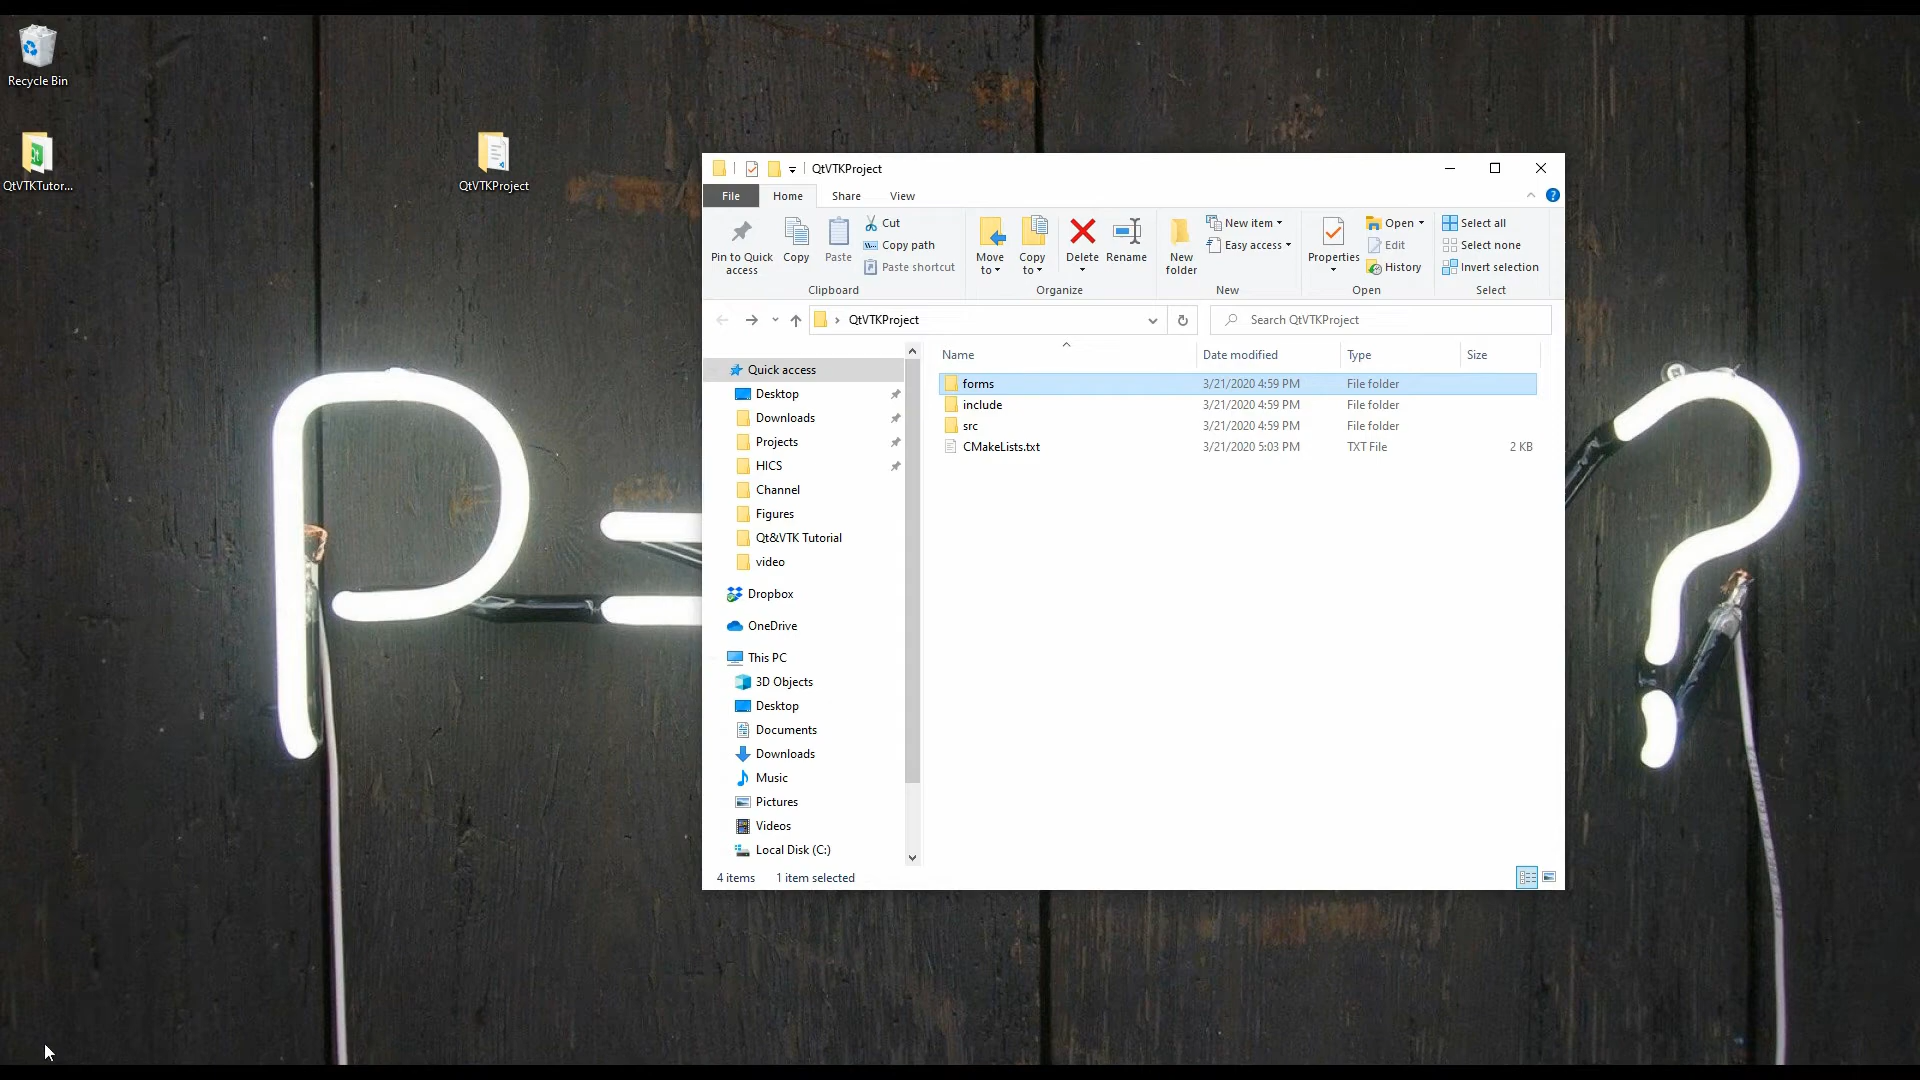 Recycle Bin
QtVTKTutor...
QtVTKProject
QtVTKProject
File Home Share View
Pin to Quick access
Copy
Paste
Cut
Copy path
Paste shortcut
Clipboard
Move to
Copy to
Delete
Rename
Organize
New folder
New item
Easy access
New
Properties
Open
Edit
History
Open
Select all
Select none
Invert selection
Select
QtVTKProject
Search QtVTKProject
Quick access
Desktop
Downloads
Projects
HICS
Channel
Figures
Qt&VTK Tutorial
video
Dropbox
OneDrive
This PC
3D Objects
Desktop
Documents
Downloads
Music
Pictures
Videos
Local Disk (C:)
Name Date modified Type Size
forms 3/21/2020 4:59 PM File folder
include 3/21/2020 4:59 PM File folder
src 3/21/2020 4:59 PM File folder
CMakeLists.txt 3/21/2020 5:03 PM TXT File 2 KB
4 items 1 item selected
P= ?